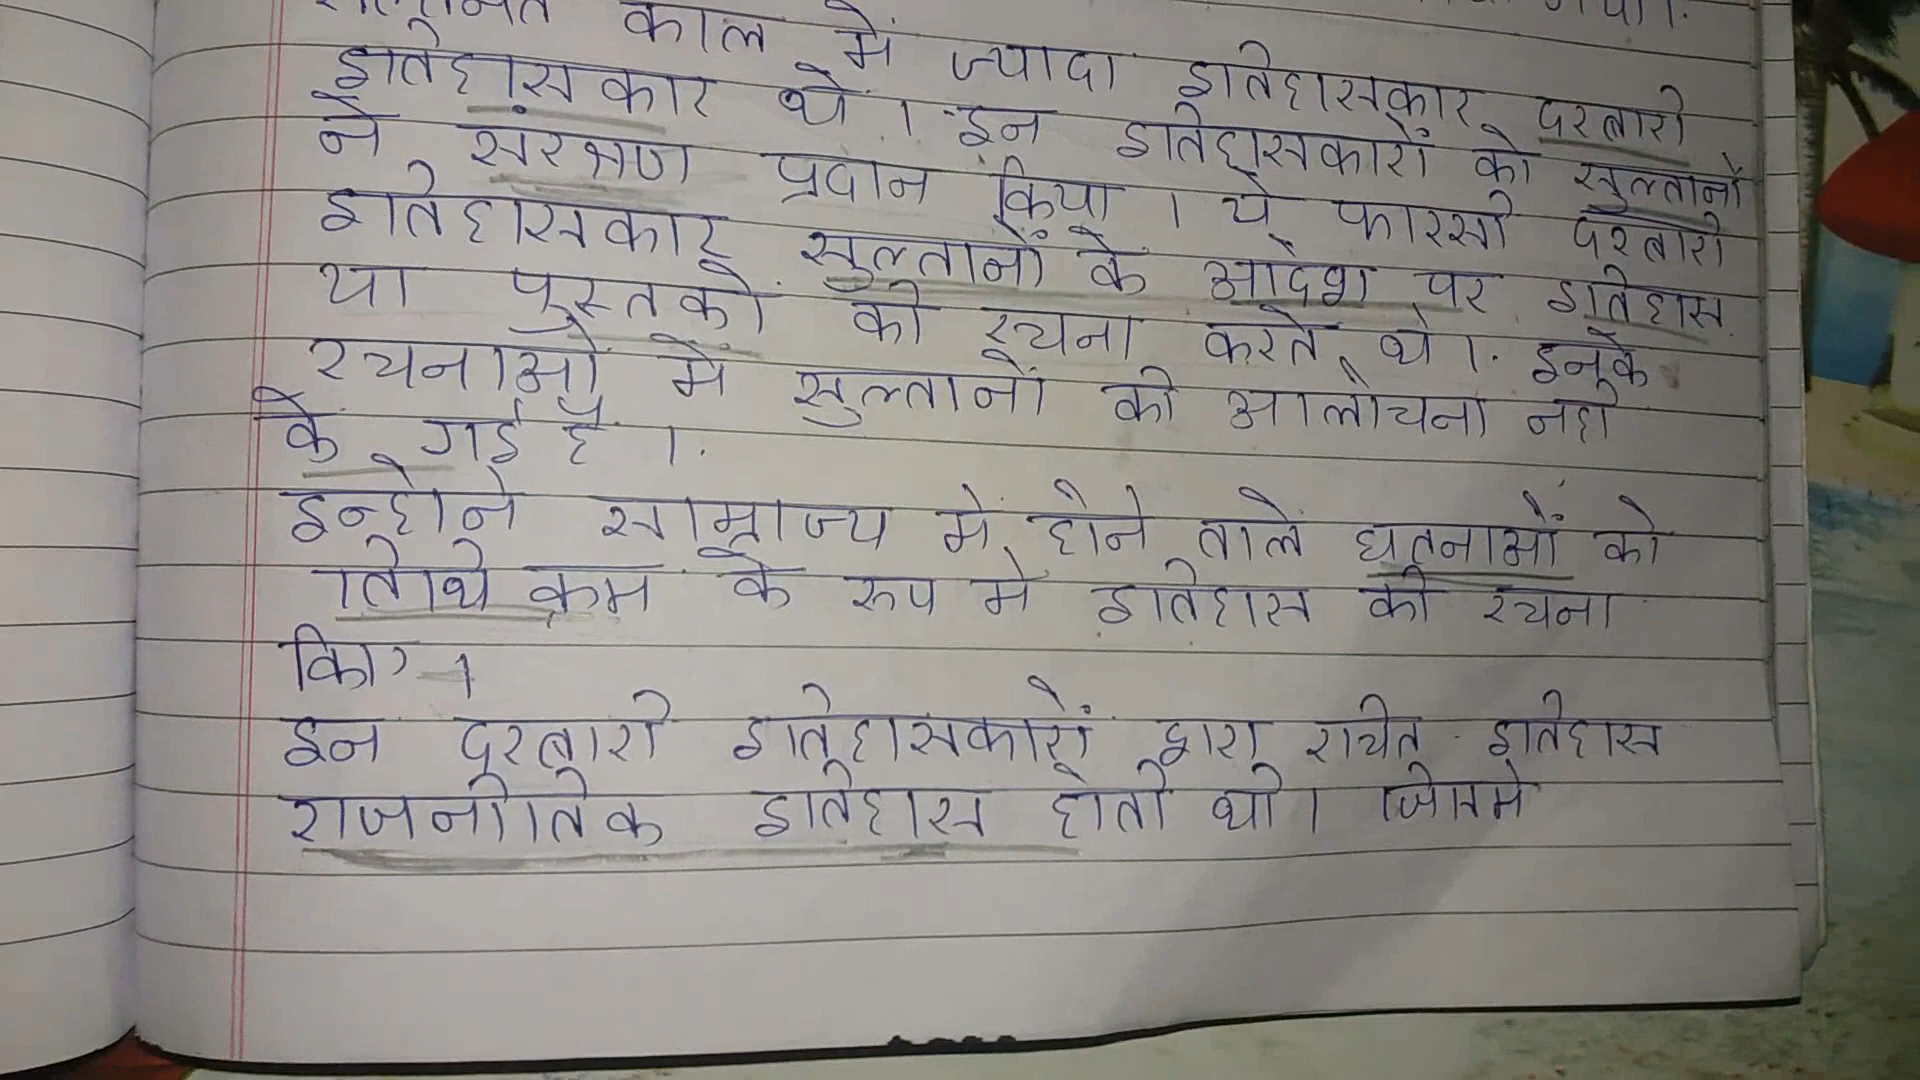 काल में ज्यादा इतिहासकार दरबारी
इतिहासकार थे। इन इतिहासकारों को सुल्तानों
ने संरक्षण प्रदान किया। ये फारसी दरबारी
इतिहासकार सुल्तानों के आदेश पर इतिहास
या पुस्तकों की रचना करते थे। इनके
रचनाओं में सुल्तानों की आलोचना नही
के गई है।
इन्होने साम्राज्य मे होने वाले घतनाओं को
तिथि क्रम के रूप मे इतिहास की रचना
किए।
इन दरबारी इतिहासकारों द्वारा रचित इतिहास
राजनीतिक इतिहास होती थी। जिनमे